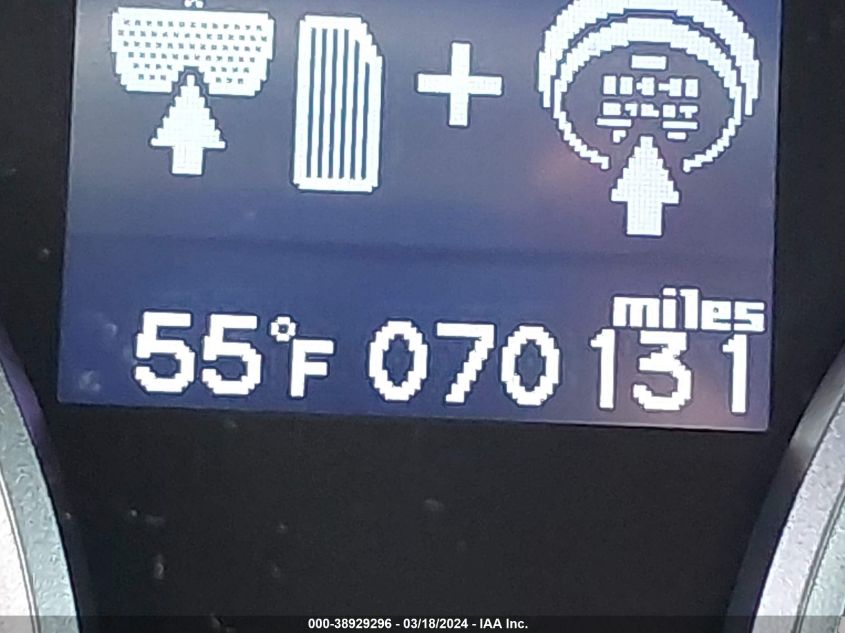 miles
55°F 070131
000-38929296 - 03/18/2024 - IAA Inc.